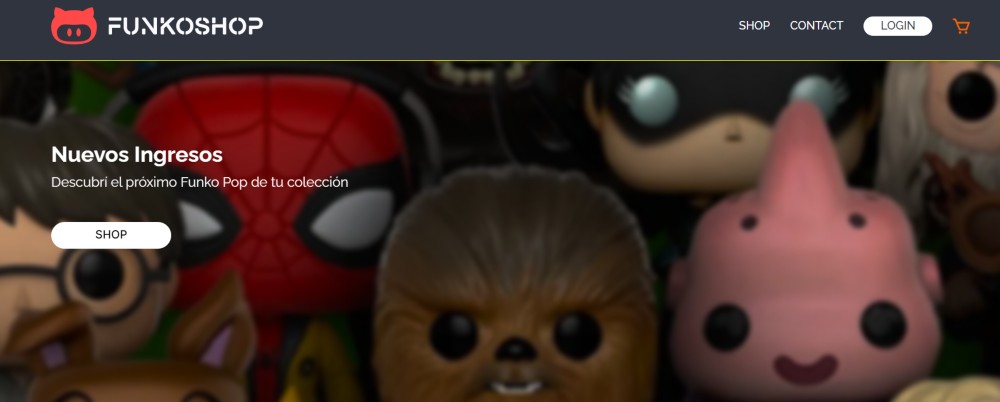 FUNKOSHOP
SHOP
CONTACT
LOGIN
Nuevos Ingresos
Descubrí el próximo Funko Pop de tu colección
SHOP